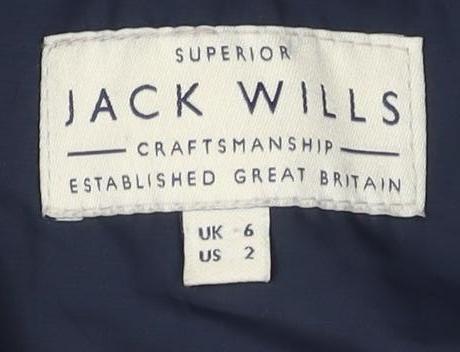 SUPERIOR
JACK WILLS
CRAFTSMANSHIP
ESTABLISHED GREAT BRITAIN
UK 6
US 2